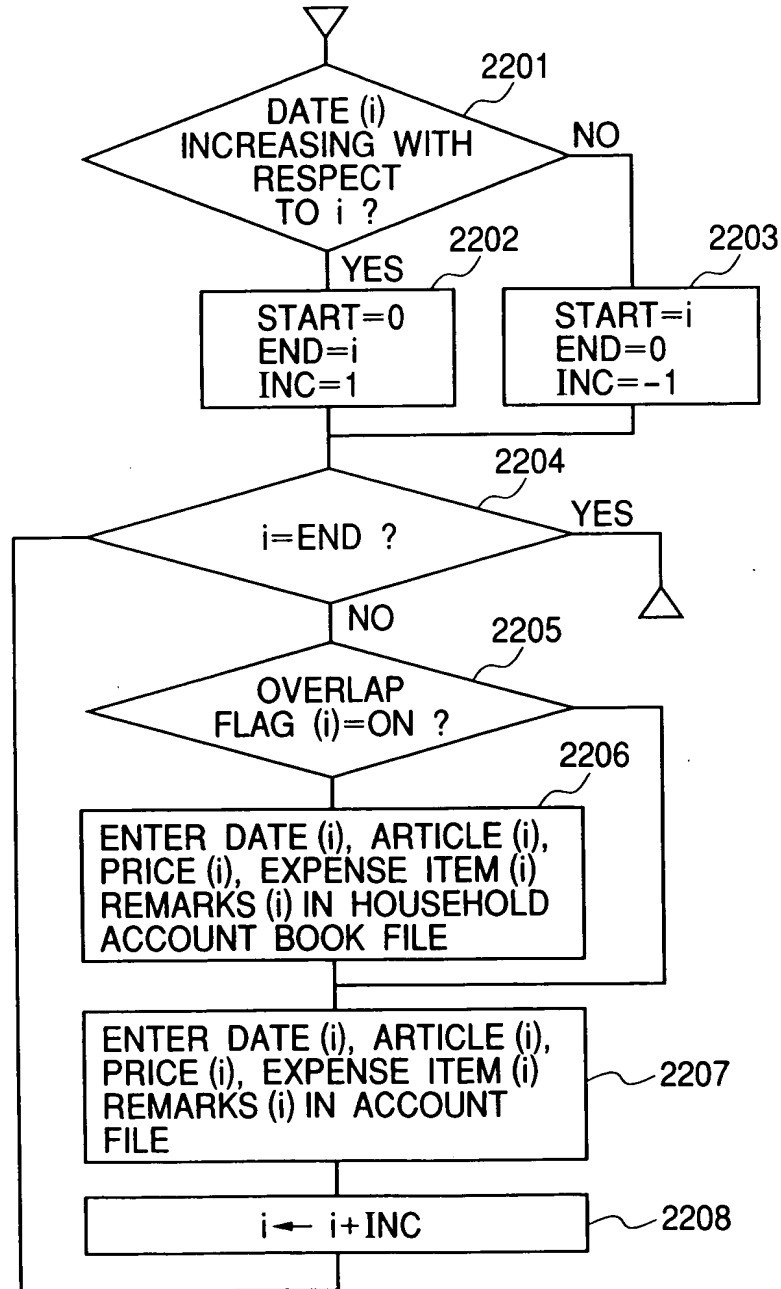 2201
DATE (i)
INCREASING WITH
RESPECT
TO i ?
NO
YES
2202
2203
START=0
END=i
INC=1
START=i
END=0
INC=-1
2204
i=END ?
YES
NO
2205
OVERLAP
FLAG (i)=ON ?
2206
ENTER DATE (i), ARTICLE (i),
PRICE (i), EXPENSE ITEM (i)
REMARKS (i) IN HOUSEHOLD
ACCOUNT BOOK FILE
ENTER DATE (i), ARTICLE (i),
PRICE (i), EXPENSE ITEM (i)
REMARKS (i) IN ACCOUNT
FILE
2207
i ← i+INC
2208